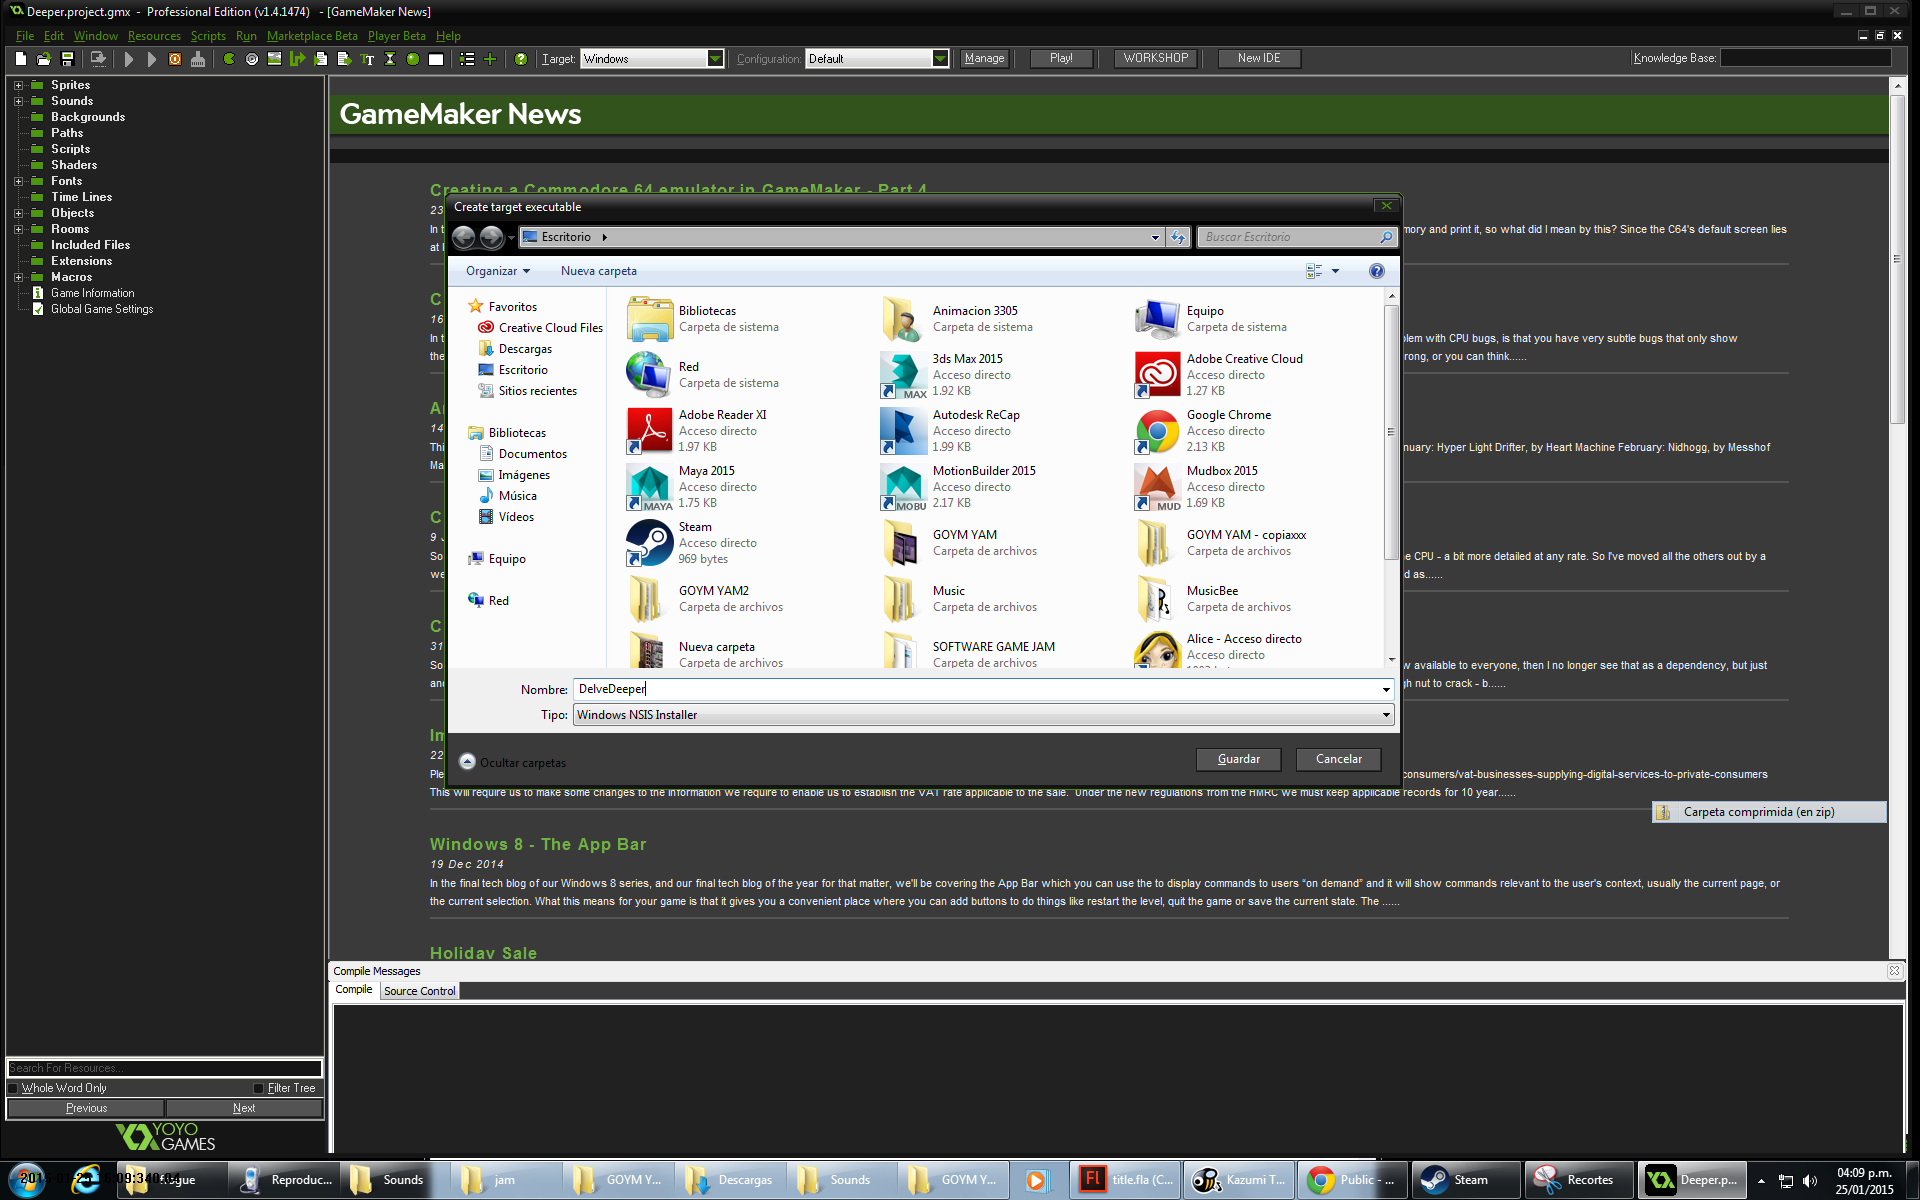 Deeper.project.gmx - Professional Edition (v1.4.1474) - [GameMaker News]
File Edit Window Resources Scripts Run Marketplace Beta Player Beta Help
Target: Windows Configuration: Default Manage Play! WORKSHOP New IDE Knowledge Base:
Sprites
Sounds
Backgrounds
Paths
Scripts
Shaders
Fonts
Time Lines
Objects
Rooms
Included Files
Extensions
Macros
Game Information
Global Game Settings
Search For Resources...
Whole Word Only Filter Tree
Previous Next
YOYO GAMES
GameMaker News
Creating a Commodore 64 emulator in GameMaker - Part 4
mory and print it, so what did I mean by this? Since the C64's default screen lies
lem with CPU bugs, is that you have very subtle bugs that only show
rong, or you can think......
nuary: Hyper Light Drifter, by Heart Machine February: Nidhogg, by Messhof
e CPU - a bit more detailed at any rate. So I've moved all the others out by a
d as......
w available to everyone, then I no longer see that as a dependency, but just
gh nut to crack - b......
consumers/vat-businesses-supplying-digital-services-to-private-consumers
This will require us to make some changes to the information we require to enable us to establish the VAT rate applicable to the sale. Under the new regulations from the HMRC we must keep applicable records for 10 year......
Create target executable
Escritorio
Buscar Escritorio
Organizar Nueva carpeta
Favoritos
Creative Cloud Files
Descargas
Escritorio
Sitios recientes
Bibliotecas
Documentos
Imágenes
Música
Vídeos
Equipo
Red
Bibliotecas
Carpeta de sistema
Animacion 3305
Carpeta de sistema
Equipo
Carpeta de sistema
Red
Carpeta de sistema
3ds Max 2015
Acceso directo
1.92 KB
Adobe Creative Cloud
Acceso directo
1.27 KB
Adobe Reader XI
Acceso directo
1.97 KB
Autodesk ReCap
Acceso directo
1.99 KB
Google Chrome
Acceso directo
2.13 KB
Maya 2015
Acceso directo
1.75 KB
MotionBuilder 2015
Acceso directo
2.17 KB
Mudbox 2015
Acceso directo
1.69 KB
Steam
Acceso directo
969 bytes
GOYM YAM
Carpeta de archivos
GOYM YAM - copiaxxx
Carpeta de archivos
GOYM YAM2
Carpeta de archivos
Music
Carpeta de archivos
MusicBee
Carpeta de archivos
Nueva carpeta
Carpeta de archivos
SOFTWARE GAME JAM
Carpeta de archivos
Alice - Acceso directo
Acceso directo
Nombre: DelveDeeper
Tipo: Windows NSIS Installer
Ocultar carpetas
Guardar Cancelar
Carpeta comprimida (en zip)
Windows 8 - The App Bar
19 Dec 2014
In the final tech blog of our Windows 8 series, and our final tech blog of the year for that matter, we'll be covering the App Bar which you can use the to display commands to users “on demand” and it will show commands relevant to the user's context, usually the current page, or
the current selection. What this means for your game is that it gives you a convenient place where you can add buttons to do things like restart the level, quit the game or save the current state. The ......
Holiday Sale
Compile Messages
Compile Source Control
Reproduc... Sounds jam GOYM Y... Descargas Sounds GOYM Y... title.fla (C... Kazumi T... Public - ... Steam Recortes Deeper.p...
04:09 p.m.
25/01/2015